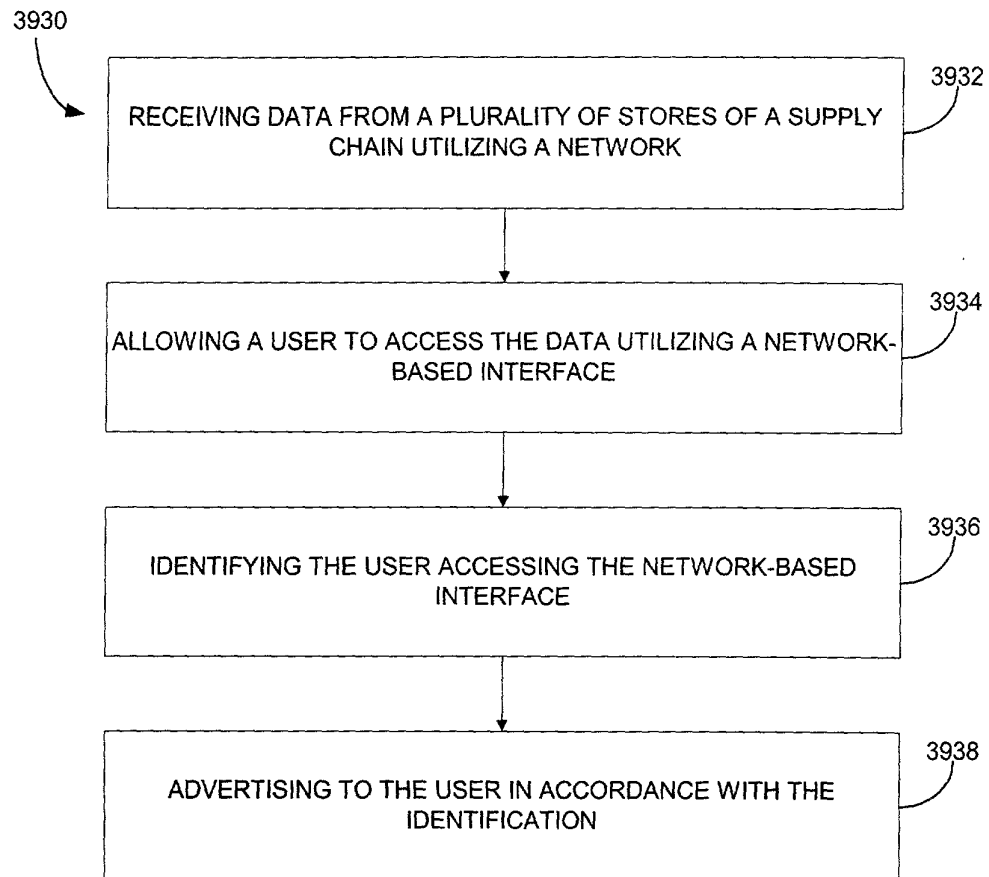 3930
3932
RECEIVING DATA FROM A PLURALITY OF STORES OF A SUPPLY
CHAIN UTILIZING A NETWORK
3934
ALLOWING A USER TO ACCESS THE DATA UTILIZING A NETWORK-
BASED INTERFACE
3936
IDENTIFYING THE USER ACCESSING THE NETWORK-BASED
INTERFACE
3938
ADVERTISING TO THE USER IN ACCORDANCE WITH THE
IDENTIFICATION